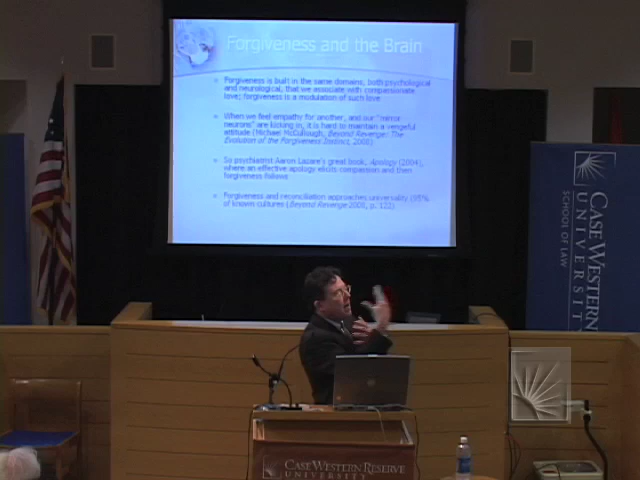 Forgiveness and the Brain
Forgiveness is built in the same domains, both psychological
and neurological, that we associate with compassionate
love; forgiveness is a modulation of such love
When we feel empathy for another, and our "mirror
neurons" are kicking in, it is hard to maintain a vengeful
attitude (Michael McCullough, Beyond Revenge: The
Evolution of the Forgiveness Instinct, 2008)
So psychiatrist Aaron Lazare's great book, Apology (2004),
where an effective apology elicits compassion and then
forgiveness follows
Forgiveness and reconciliation approaches universality (95%
of known cultures (Beyond Revenge 2008, p. 122)
CASE WESTERN
UNIVERSIT
SCHOOL OF LAW
CASE WESTERN RESERVE
UNIVERSITY